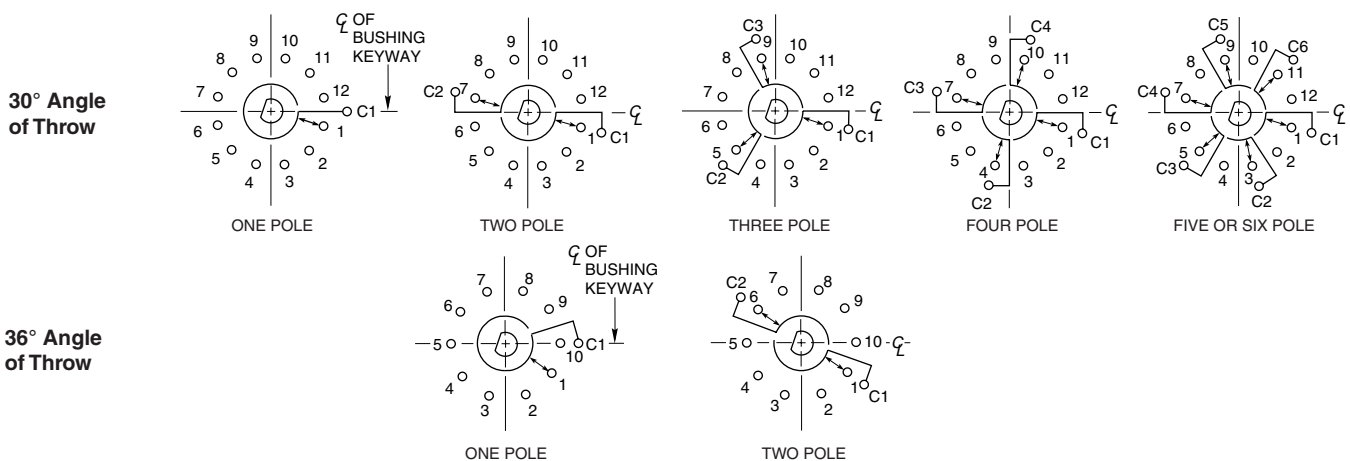 30° Angle
of Throw
℄ OF
BUSHING
KEYWAY
9 10
8 11
7 12
C1
6 1
5 2
4 3
ONE POLE
9 10
8 11
C2 7 12
℄
6 1 C1
5 2
4 3
TWO POLE
C3
9 10
8 11
7 12
℄
6 1 C1
5 2
C2 4 3
THREE POLE
C4
9 10
8 11
C3 7 12
℄
6 1 C1
5 2
4 3
C2
FOUR POLE
C5
9 10 C6
8 11
C4 7 12
℄
6 1 C1
5 2
C3 4 3 C2
FIVE OR SIX POLE
36° Angle
of Throw
℄ OF
BUSHING
KEYWAY
7 8
6 9
5 10 C1
4 1
3 2
ONE POLE
C2 7 8
6 9
5 10 ℄
4 1 C1
3 2
TWO POLE